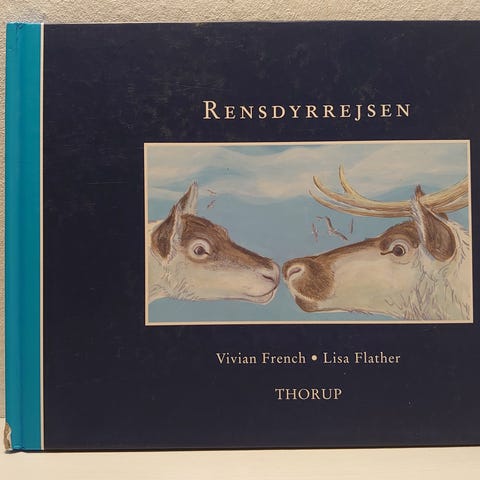 RENSDYRREJSEN
Vivian French • Lisa Flather
THORUP